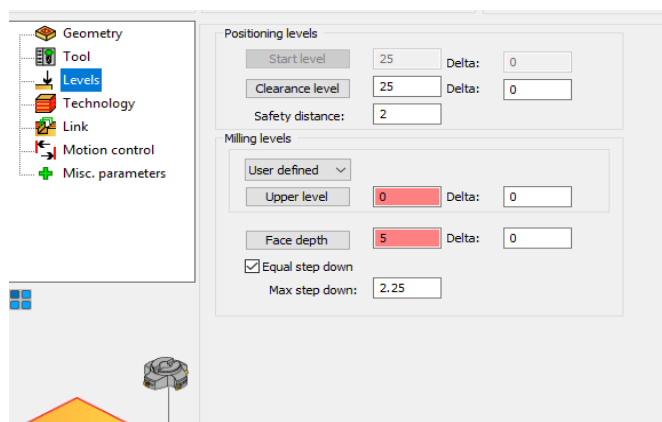 Geometry
Tool
Levels
Technology
Link
Motion control
Misc. parameters
Positioning levels
Start level 25 Delta: 0
Clearance level 25 Delta: 0
Safety distance: 2
Milling levels
User defined
Upper level 0 Delta: 0
Face depth 5 Delta: 0
Equal step down
Max step down: 2.25